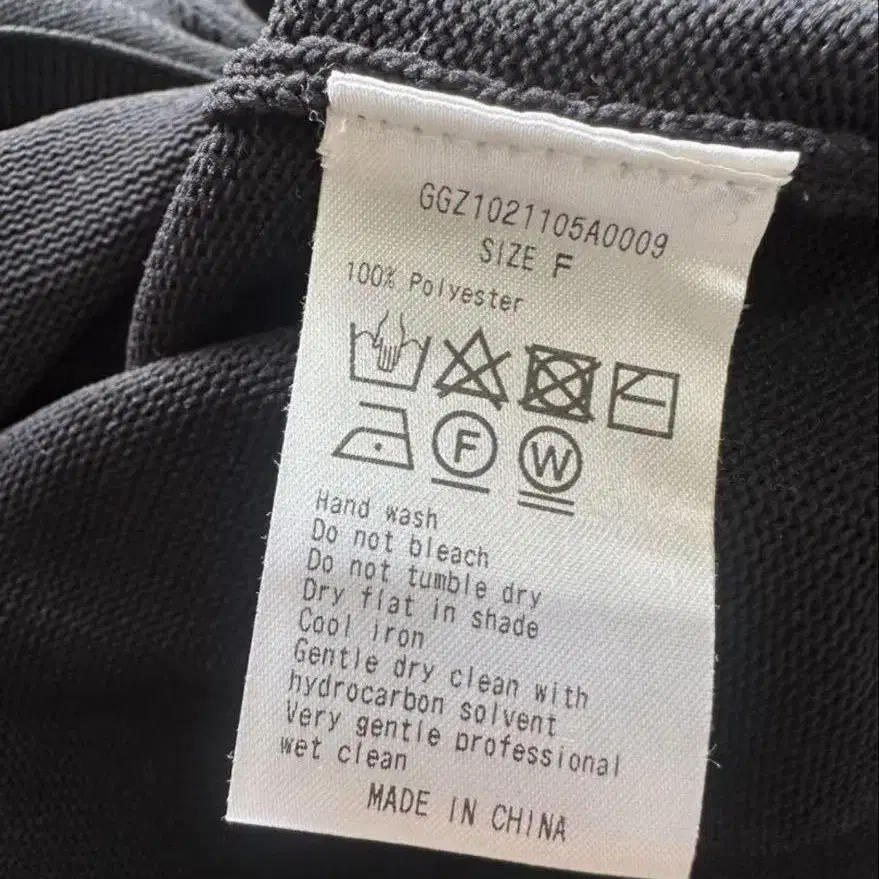 GGZ1021105A0009
SIZE F
100% Polyester
F W
Hand wash
Do not bleach
Do not tumble dry
Dry flat in shade
Cool iron
Gentle dry clean with
hydrocarbon solvent
Very gentle professional
wet clean
MADE IN CHINA